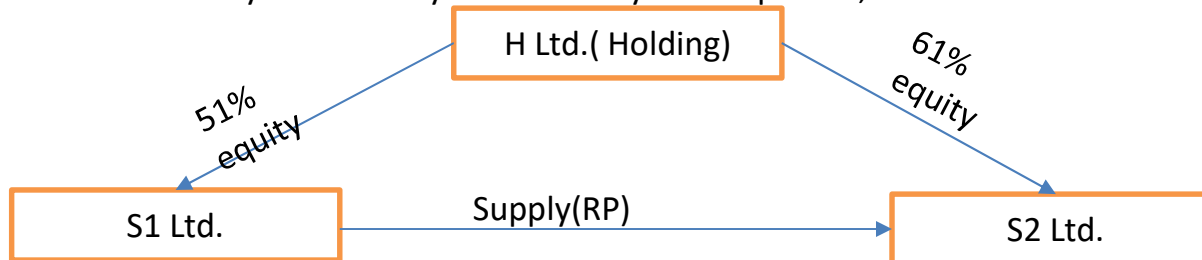 H Ltd.( Holding)
51%
equity
61%
equity
S1 Ltd.
Supply(RP)
S2 Ltd.